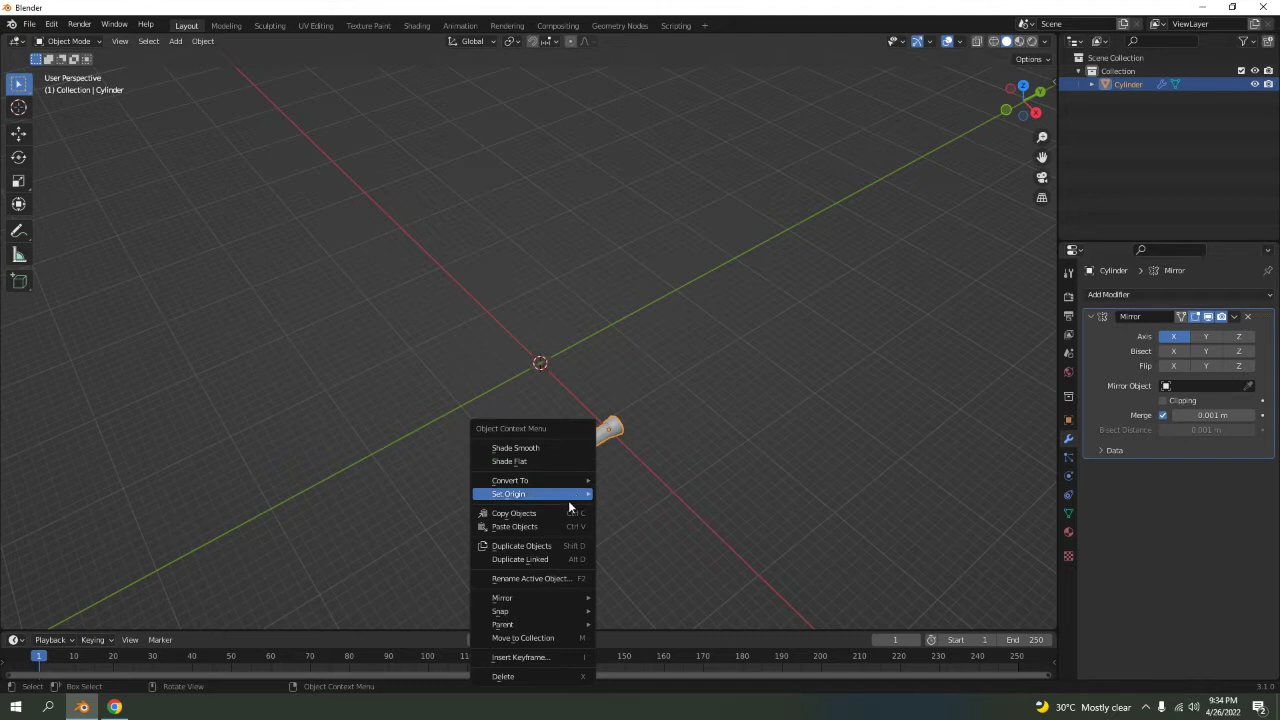 Blender
File Edit Render Window Help Layout Modeling Sculpting UV Editing Texture Paint Shading Animation Rendering Compositing Geometry Nodes Scripting + Scene ViewLayer
Object Mode View Select Add Object Global
Options
User Perspective
(1) Collection | Cylinder
Scene Collection
Collection
Cylinder
Z
Y
X
Cylinder > Mirror
Add Modifier
Mirror
Axis X Y Z
Bisect X Y Z
Flip X Y Z
Mirror Object
Clipping
Merge 0.001 m
Bisect Distance 0.001 m
Data
Object Context Menu
Shade Smooth
Shade Flat
Convert To
Set Origin
Copy Objects Ctrl C
Paste Objects Ctrl V
Duplicate Objects Shift D
Duplicate Linked Alt D
Rename Active Object... F2
Mirror
Snap
Parent
Move to Collection M
Insert Keyframe... I
Delete X
Playback Keying View Marker 1 Start 1 End 250
1 10 20 30 40 50 60 70 80 90 100 150 160 170 180 190 200 210 220 230 240 250
Select Box Select Rotate View Object Context Menu 3.1.0
30°C Mostly clear 9:34 PM
4/26/2022 2